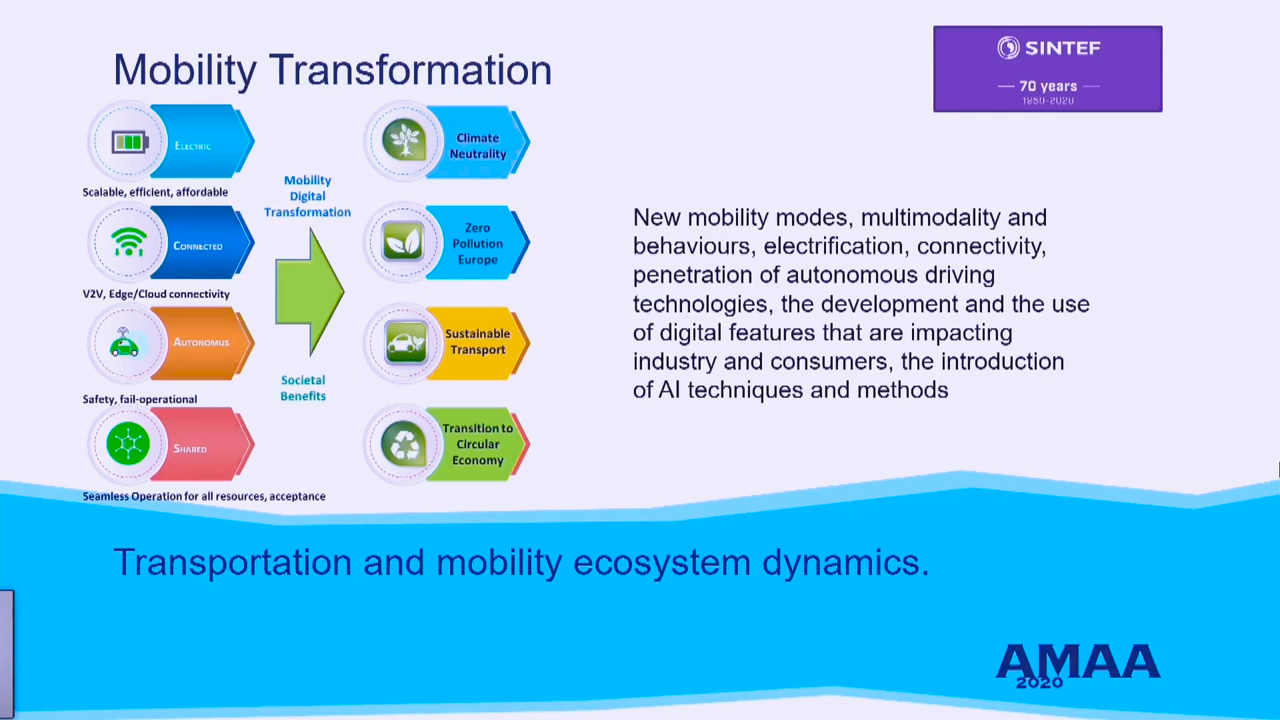 Mobility Transformation
SINTEF
70 years
1950-2020
ELECTRIC
Scalable, efficient, affordable
CONNECTED
V2V, Edge/Cloud connectivity
AUTONOMUS
Safety, fail-operational
SHARED
Seamless Operation for all resources, acceptance
Mobility
Digital
Transformation
Societal
Benefits
Climate
Neutrality
Zero
Pollution
Europe
Sustainable
Transport
Transition to
Circular
Economy
New mobility modes, multimodality and
behaviours, electrification, connectivity,
penetration of autonomous driving
technologies, the development and the use
of digital features that are impacting
industry and consumers, the introduction
of AI techniques and methods
Transportation and mobility ecosystem dynamics.
AMAA
2020